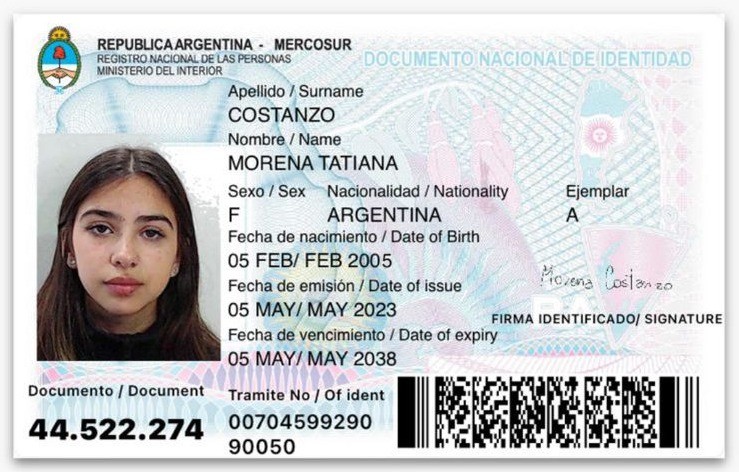 REPUBLICA ARGENTINA - MERCOSUR
REGISTRO NACIONAL DE LAS PERSONAS
MINISTERIO DEL INTERIOR
DOCUMENTO NACIONAL DE IDENTIDAD
Apellido / Surname
COSTANZO
Nombre / Name
MORENA TATIANA
Sexo / Sex Nacionalidad / Nationality Ejemplar
F ARGENTINA A
Fecha de nacimiento / Date of Birth
05 FEB/ FEB 2005
Fecha de emisión / Date of issue
05 MAY/ MAY 2023
Morena Costanzo
FIRMA IDENTIFICADO/ SIGNATURE
Fecha de vencimiento / Date of expiry
05 MAY/ MAY 2038
Documento / Document
44.522.274
Tramite No / Of ident
00704599290
90050